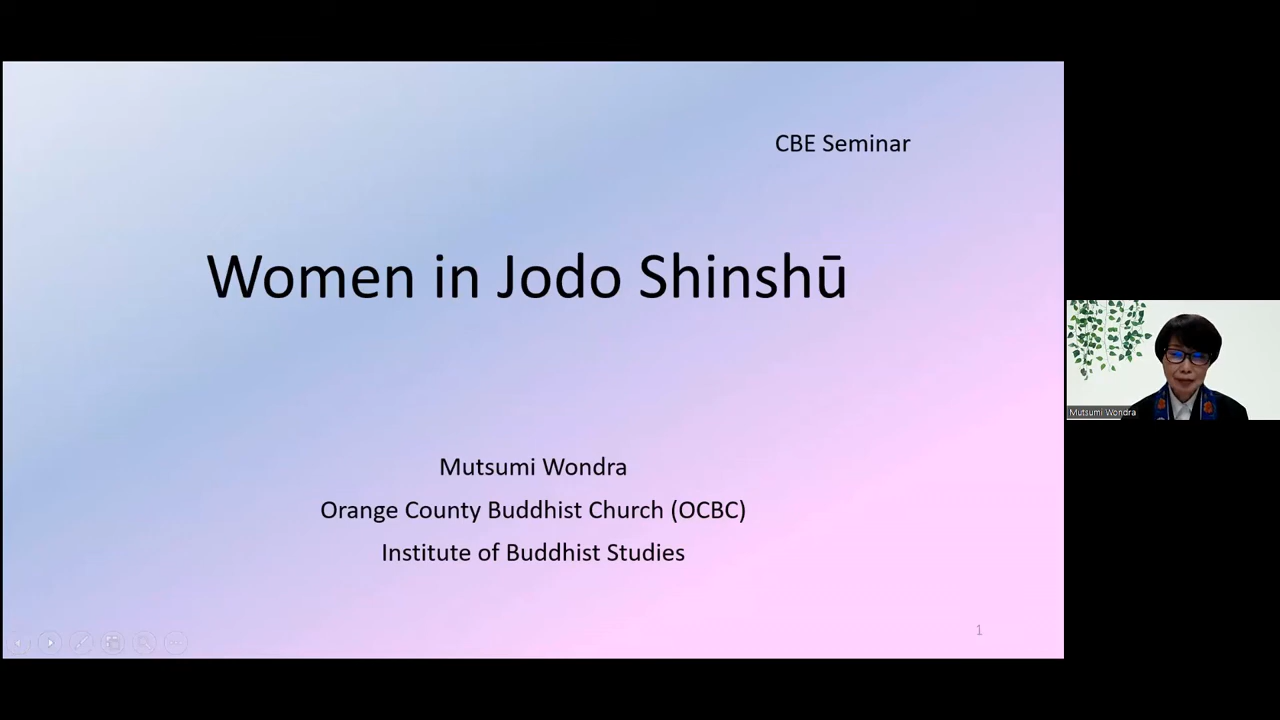 CBE Seminar
Women in Jodo Shinshū
Mutsumi Wondra
Orange County Buddhist Church (OCBC)
Institute of Buddhist Studies
1
Mutsumi Wondra